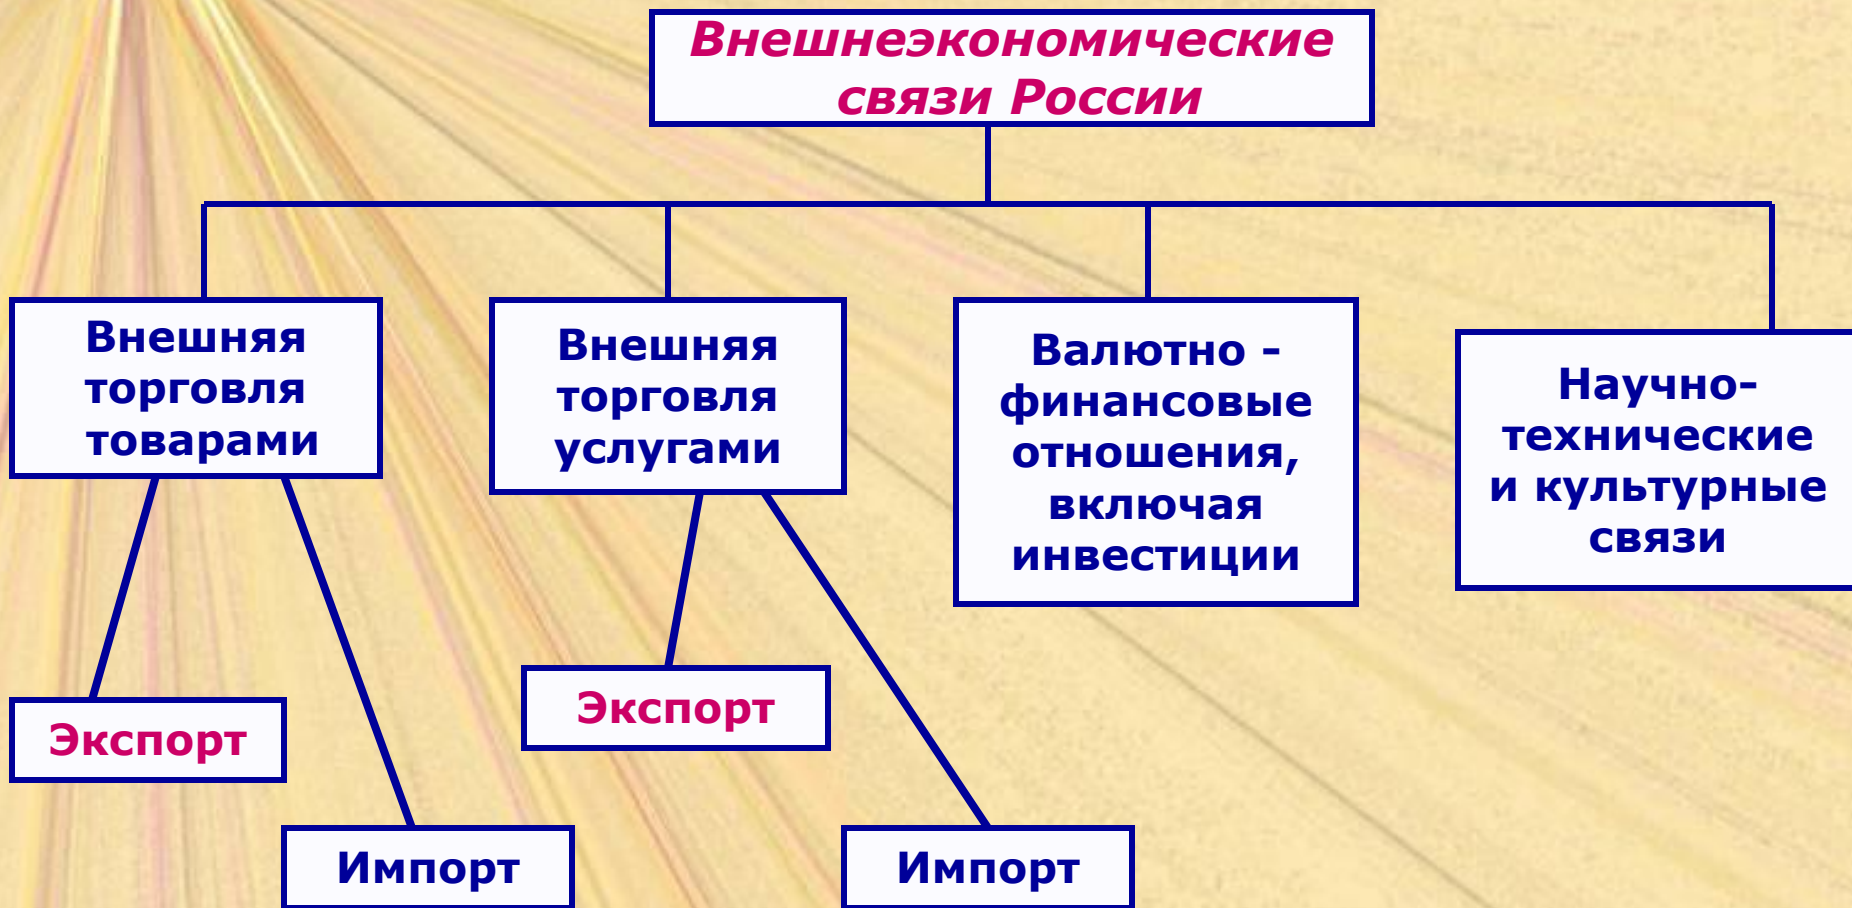 Внешнеэкономические
связи России
Внешняя
торговля
товарами
Внешняя
торговля
услугами
Валютно -
финансовые
отношения,
включая
инвестиции
Научно-
технические
и культурные
связи
Экспорт
Импорт
Экспорт
Импорт